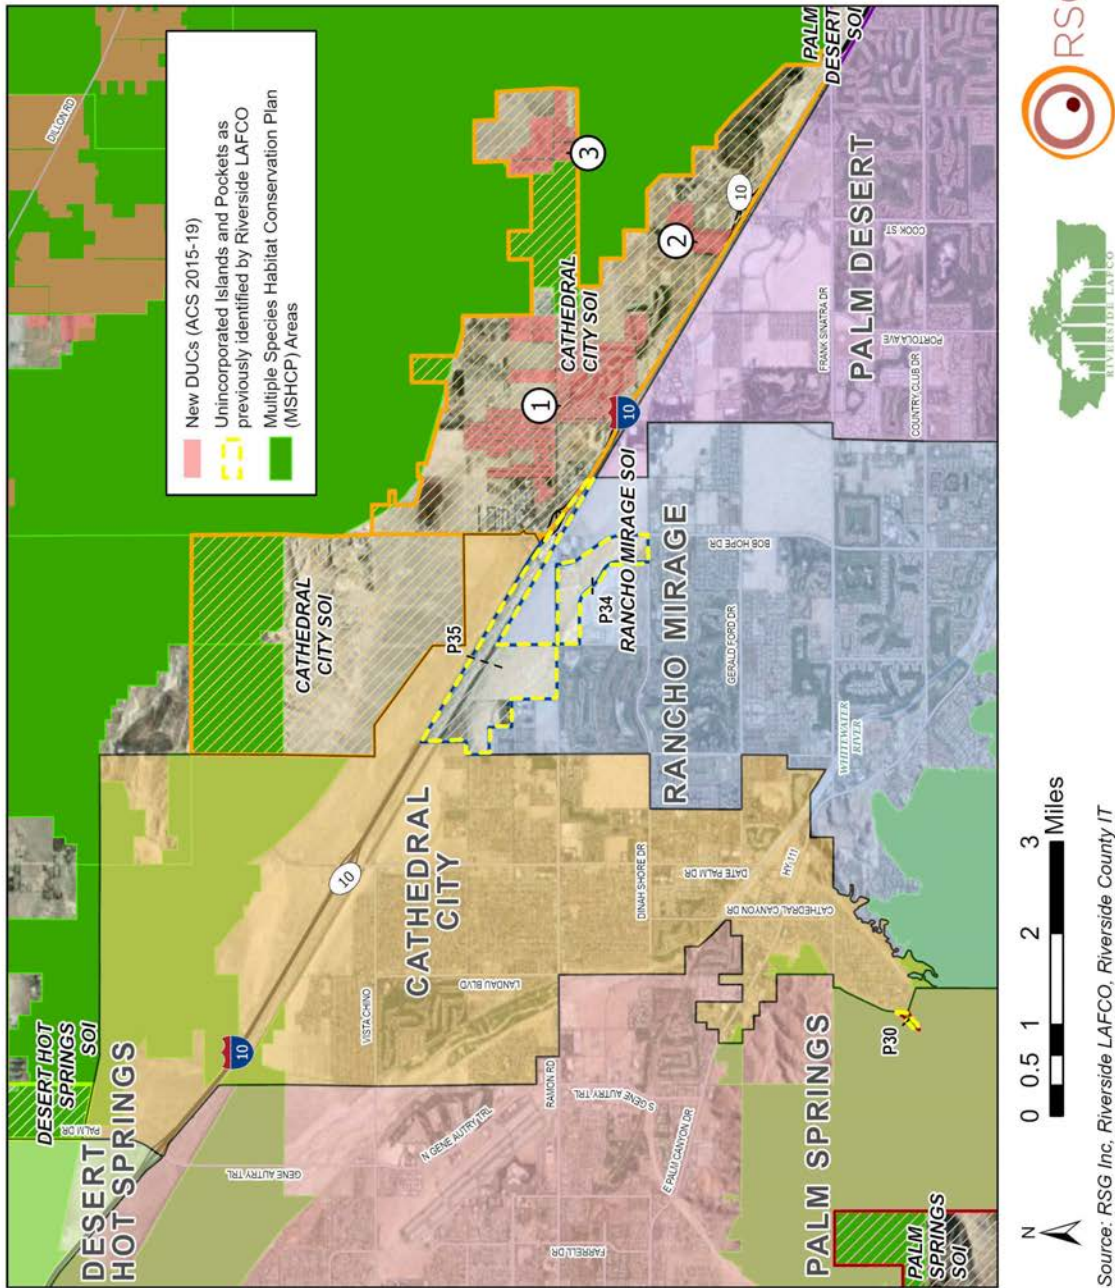 DILLON RD
New DUCs (ACS 2015-19)
Unincorporated Islands and Pockets as
previously identified by Riverside LAFCO
Multiple Species Habitat Conservation Plan
(MSHCP) Areas
DESERT HOT
SPRINGS
SOI
PALM DR
DESERT
HOT SPRINGS
10
GENE AUTRY TRL
N GENE AUTRY TRL
VISTA CHINO
LANDAU BLVD
10
CATHEDRAL
CITY
CATHEDRAL
CITY SOI
P35
CATHEDRAL
CITY SOI
1
2
3
10
10
PALM
DESERT
SOI
RAMON RD
S GENE AUTRY TRL
E PALM CANYON DR
FARRELL DR
DINAH SHORE DR
DATE PALM DR
HY 111
CATHEDRAL CANYON DR
P34
RANCHO MIRAGE SOI
RANCHO MIRAGE
BOB HOPE DR
GERALD FORD DR
WHITEWATER
RIVER
FRANK SINATRA DR
COOK ST
PORTOLA AVE
COUNTRY CLUB DR
PALM DESERT
PALM SPRINGS
PALM
SPRINGS
SOI
P30
N
0 0.5 1 2 3
Miles
Source: RSG Inc, Riverside LAFCO, Riverside County IT
RIVERSIDE LAFCO